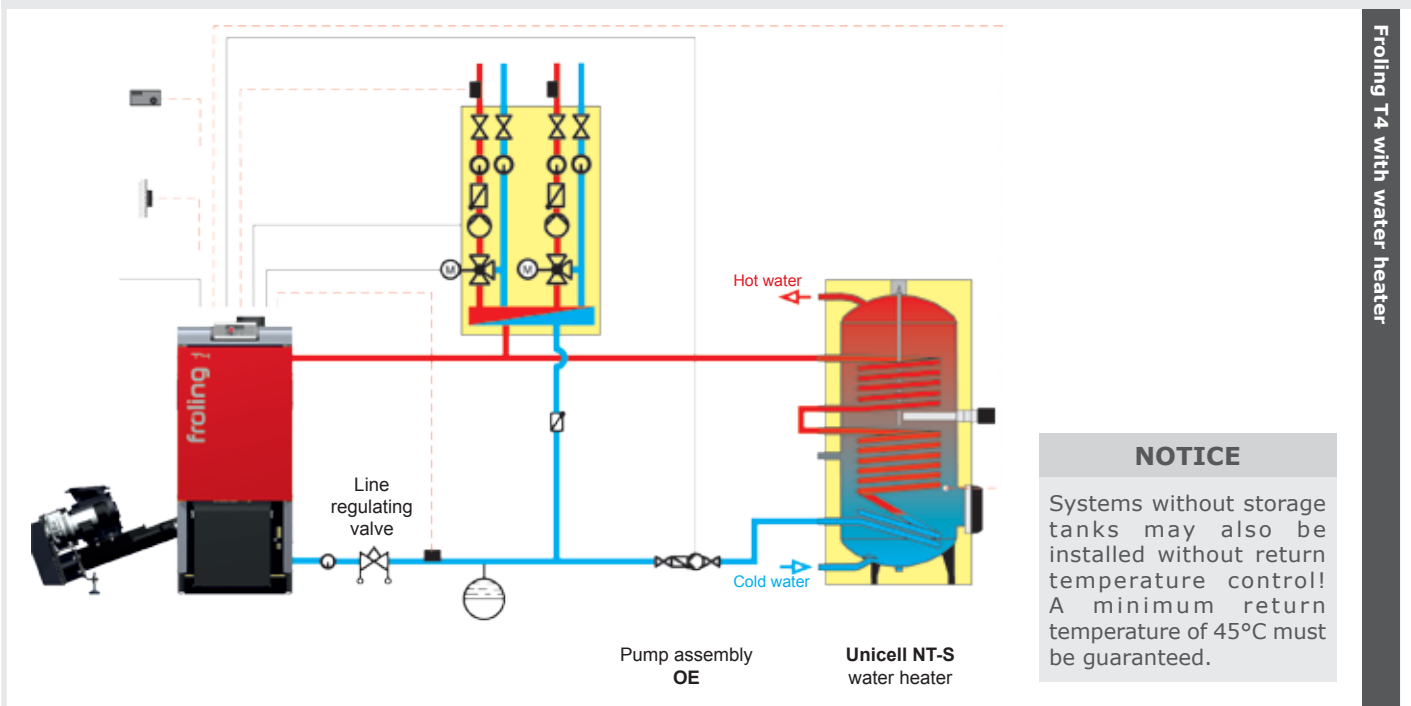 Froling T4 with water heater
M
M
Hot water
froling
Line
regulating
valve
Cold water
Pump assembly
OE
Unicell NT-S
water heater
NOTICE
Systems without storage
tanks may also be
installed without return
temperature control!
A minimum return
temperature of 45°C must
be guaranteed.